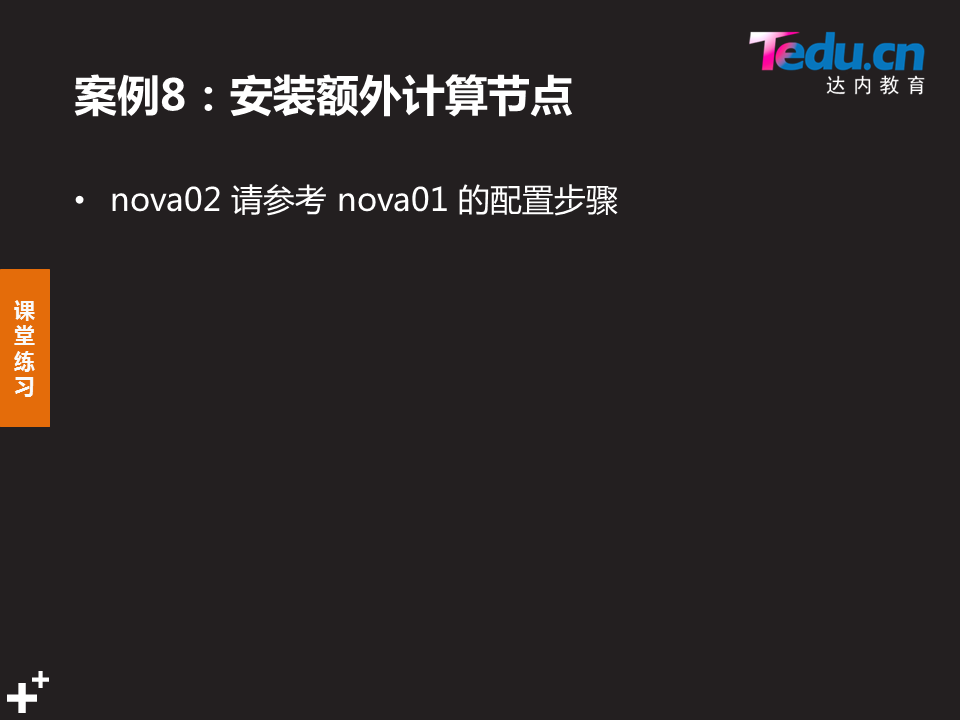 Tedu.cn
达内教育
案例8：安装额外计算节点
• nova02 请参考 nova01 的配置步骤
课
堂
练
习